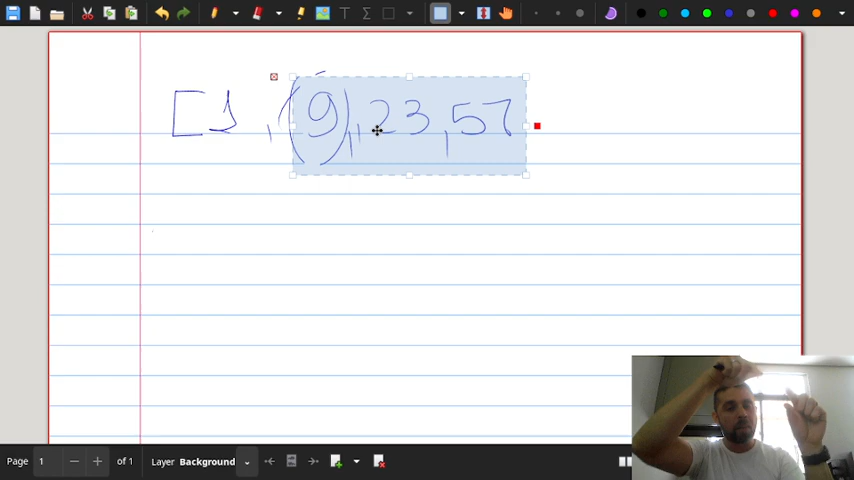 [1, (9), 23, 57
Page 1 of 1 Layer Background